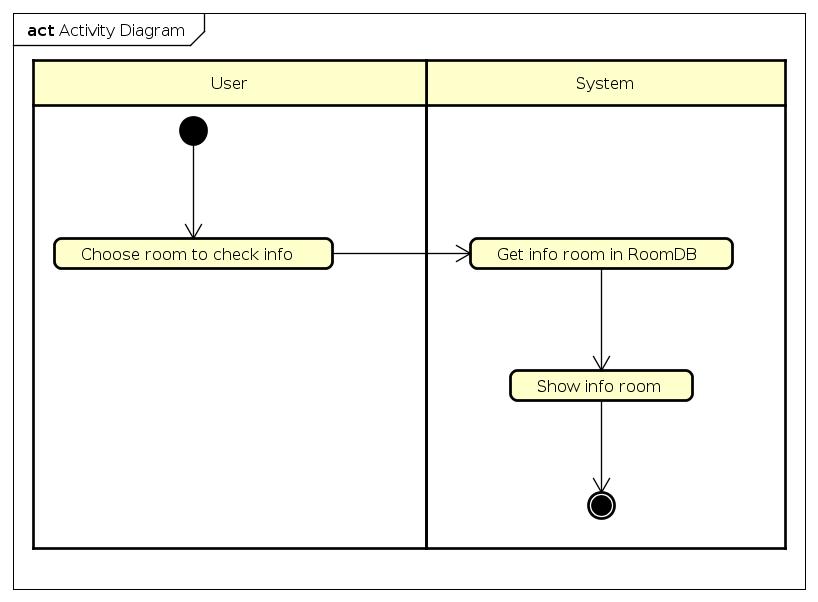 act Activity Diagram
User
System
Choose room to check info
Get info room in RoomDB
Show info room